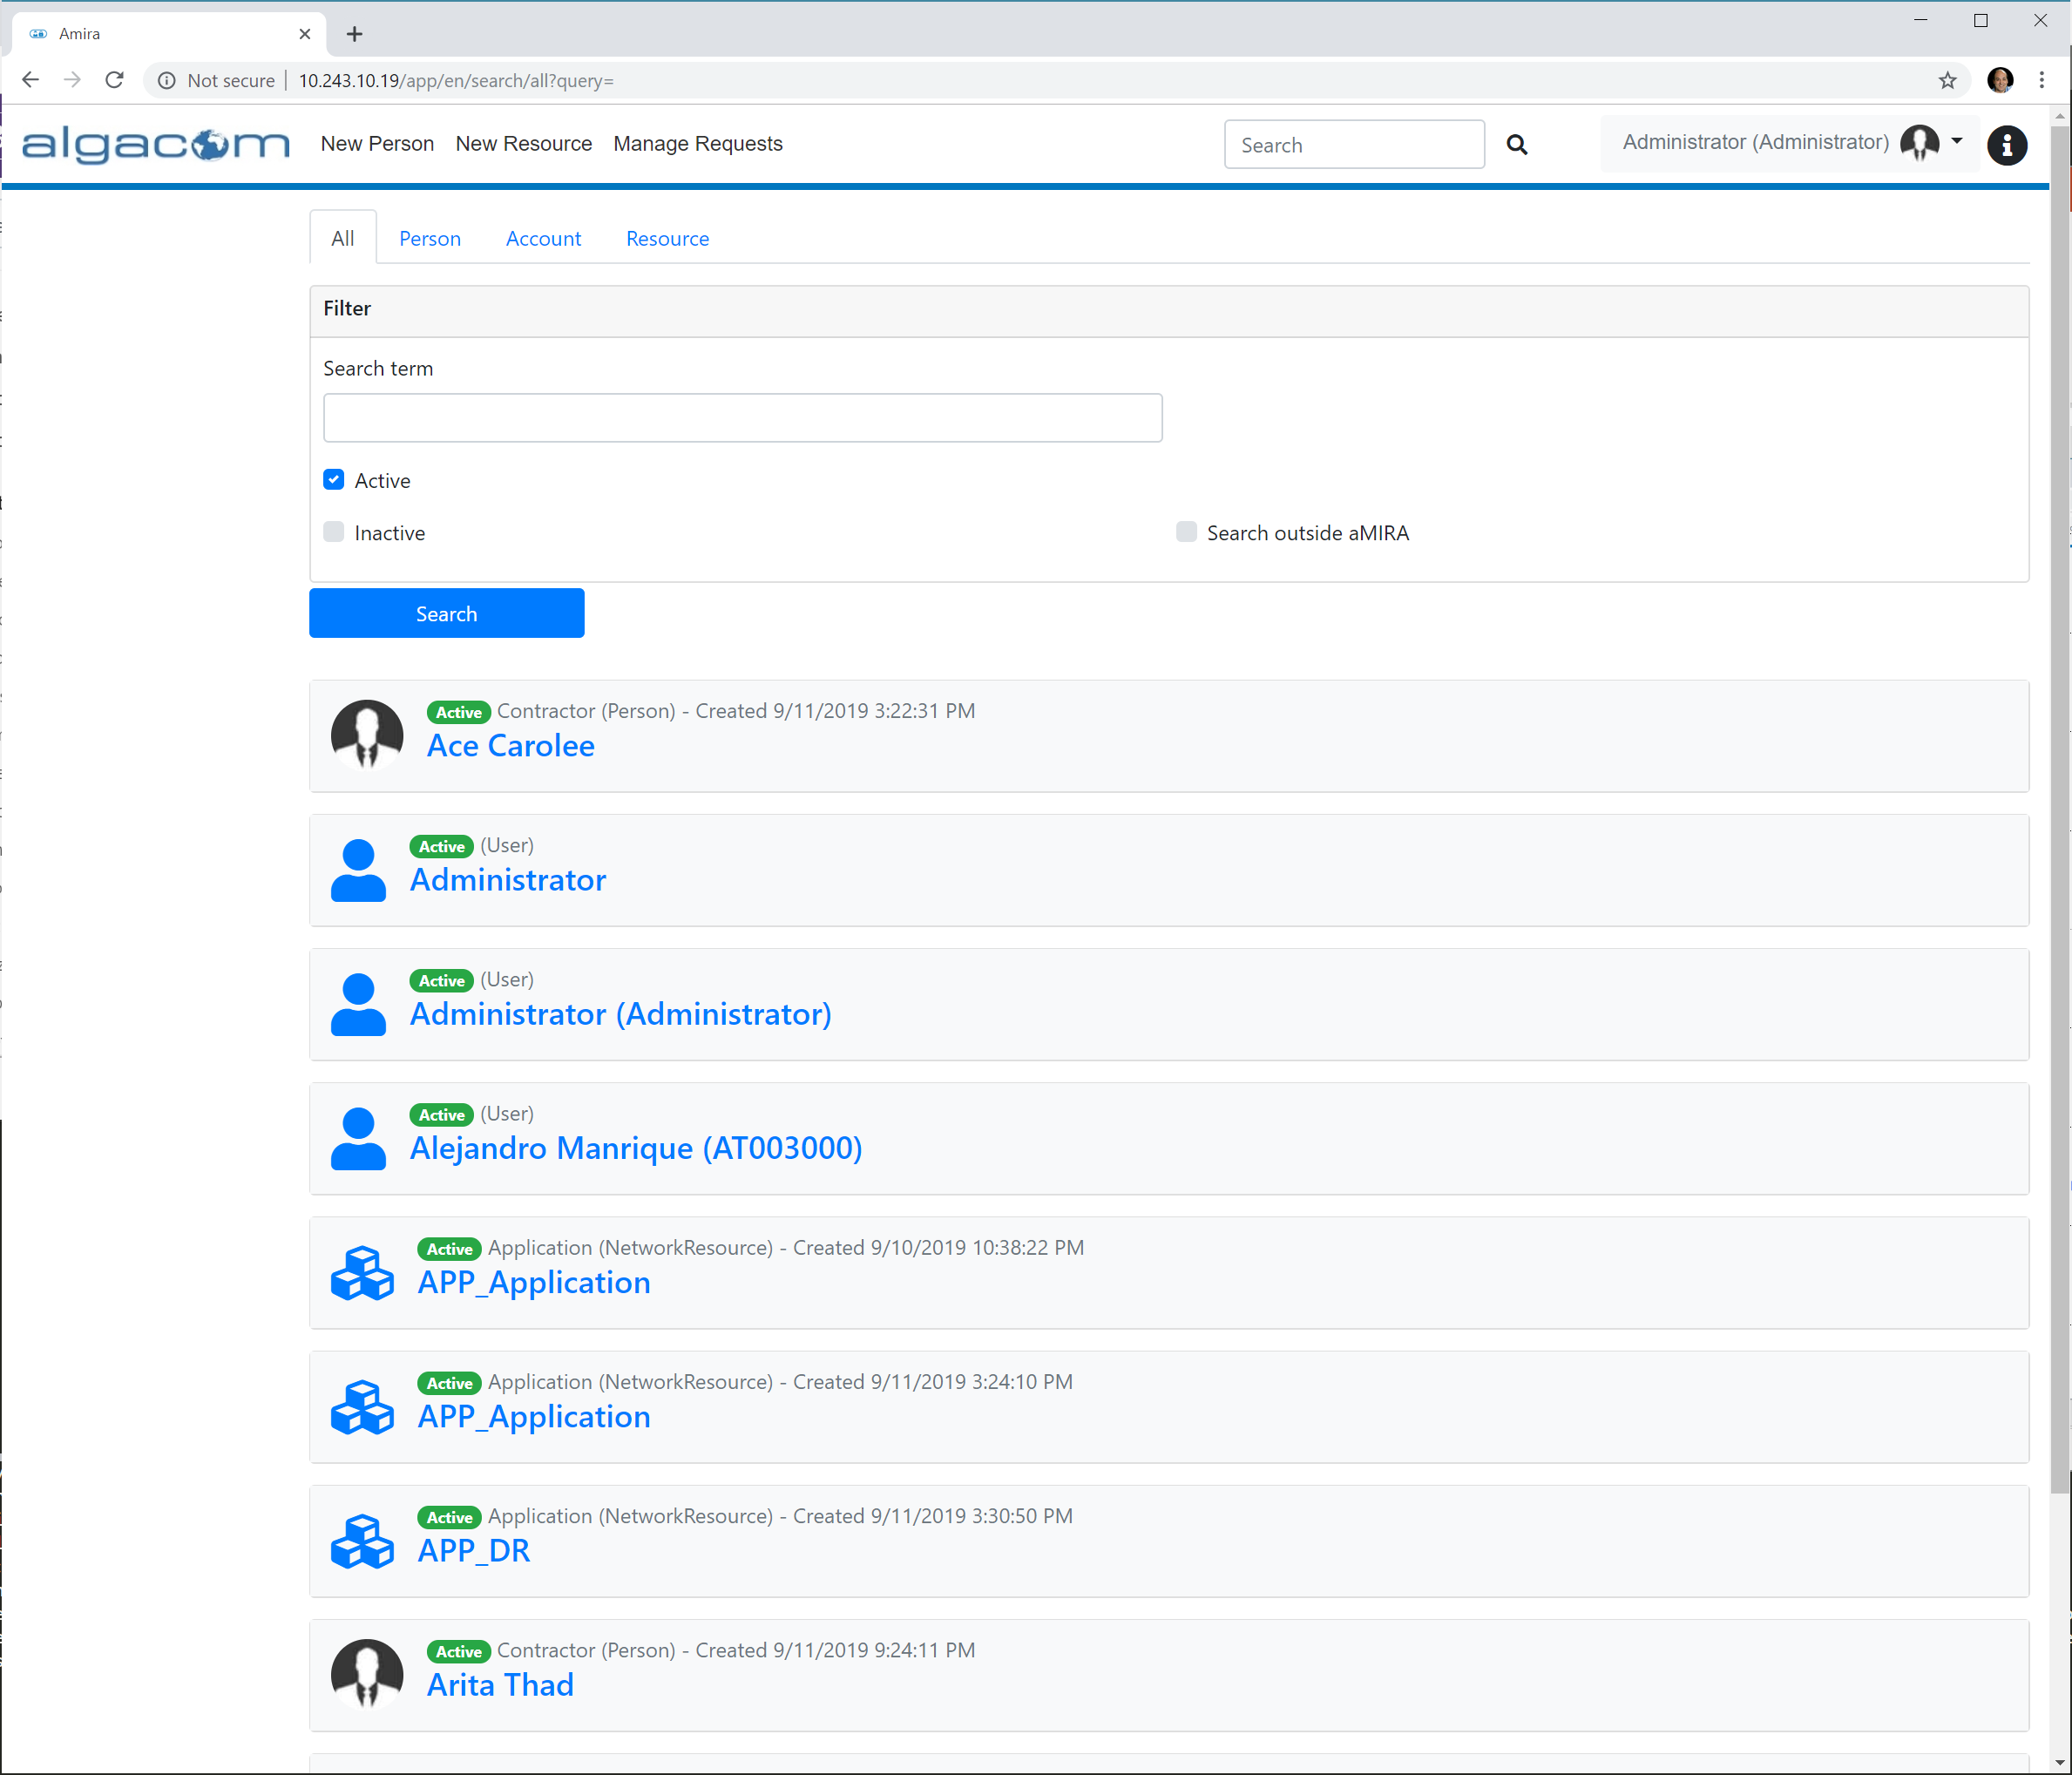 Amira
Not secure | 10.243.10.19/app/en/search/all?query=
algacom New Person New Resource Manage Requests Search Administrator (Administrator)
All Person Account Resource
Filter
Search term
Active
Inactive Search outside aMIRA
Search
Active Contractor (Person) - Created 9/11/2019 3:22:31 PM
Ace Carolee
Active (User)
Administrator
Active (User)
Administrator (Administrator)
Active (User)
Alejandro Manrique (AT003000)
Active Application (NetworkResource) - Created 9/10/2019 10:38:22 PM
APP_Application
Active Application (NetworkResource) - Created 9/11/2019 3:24:10 PM
APP_Application
Active Application (NetworkResource) - Created 9/11/2019 3:30:50 PM
APP_DR
Active Contractor (Person) - Created 9/11/2019 9:24:11 PM
Arita Thad